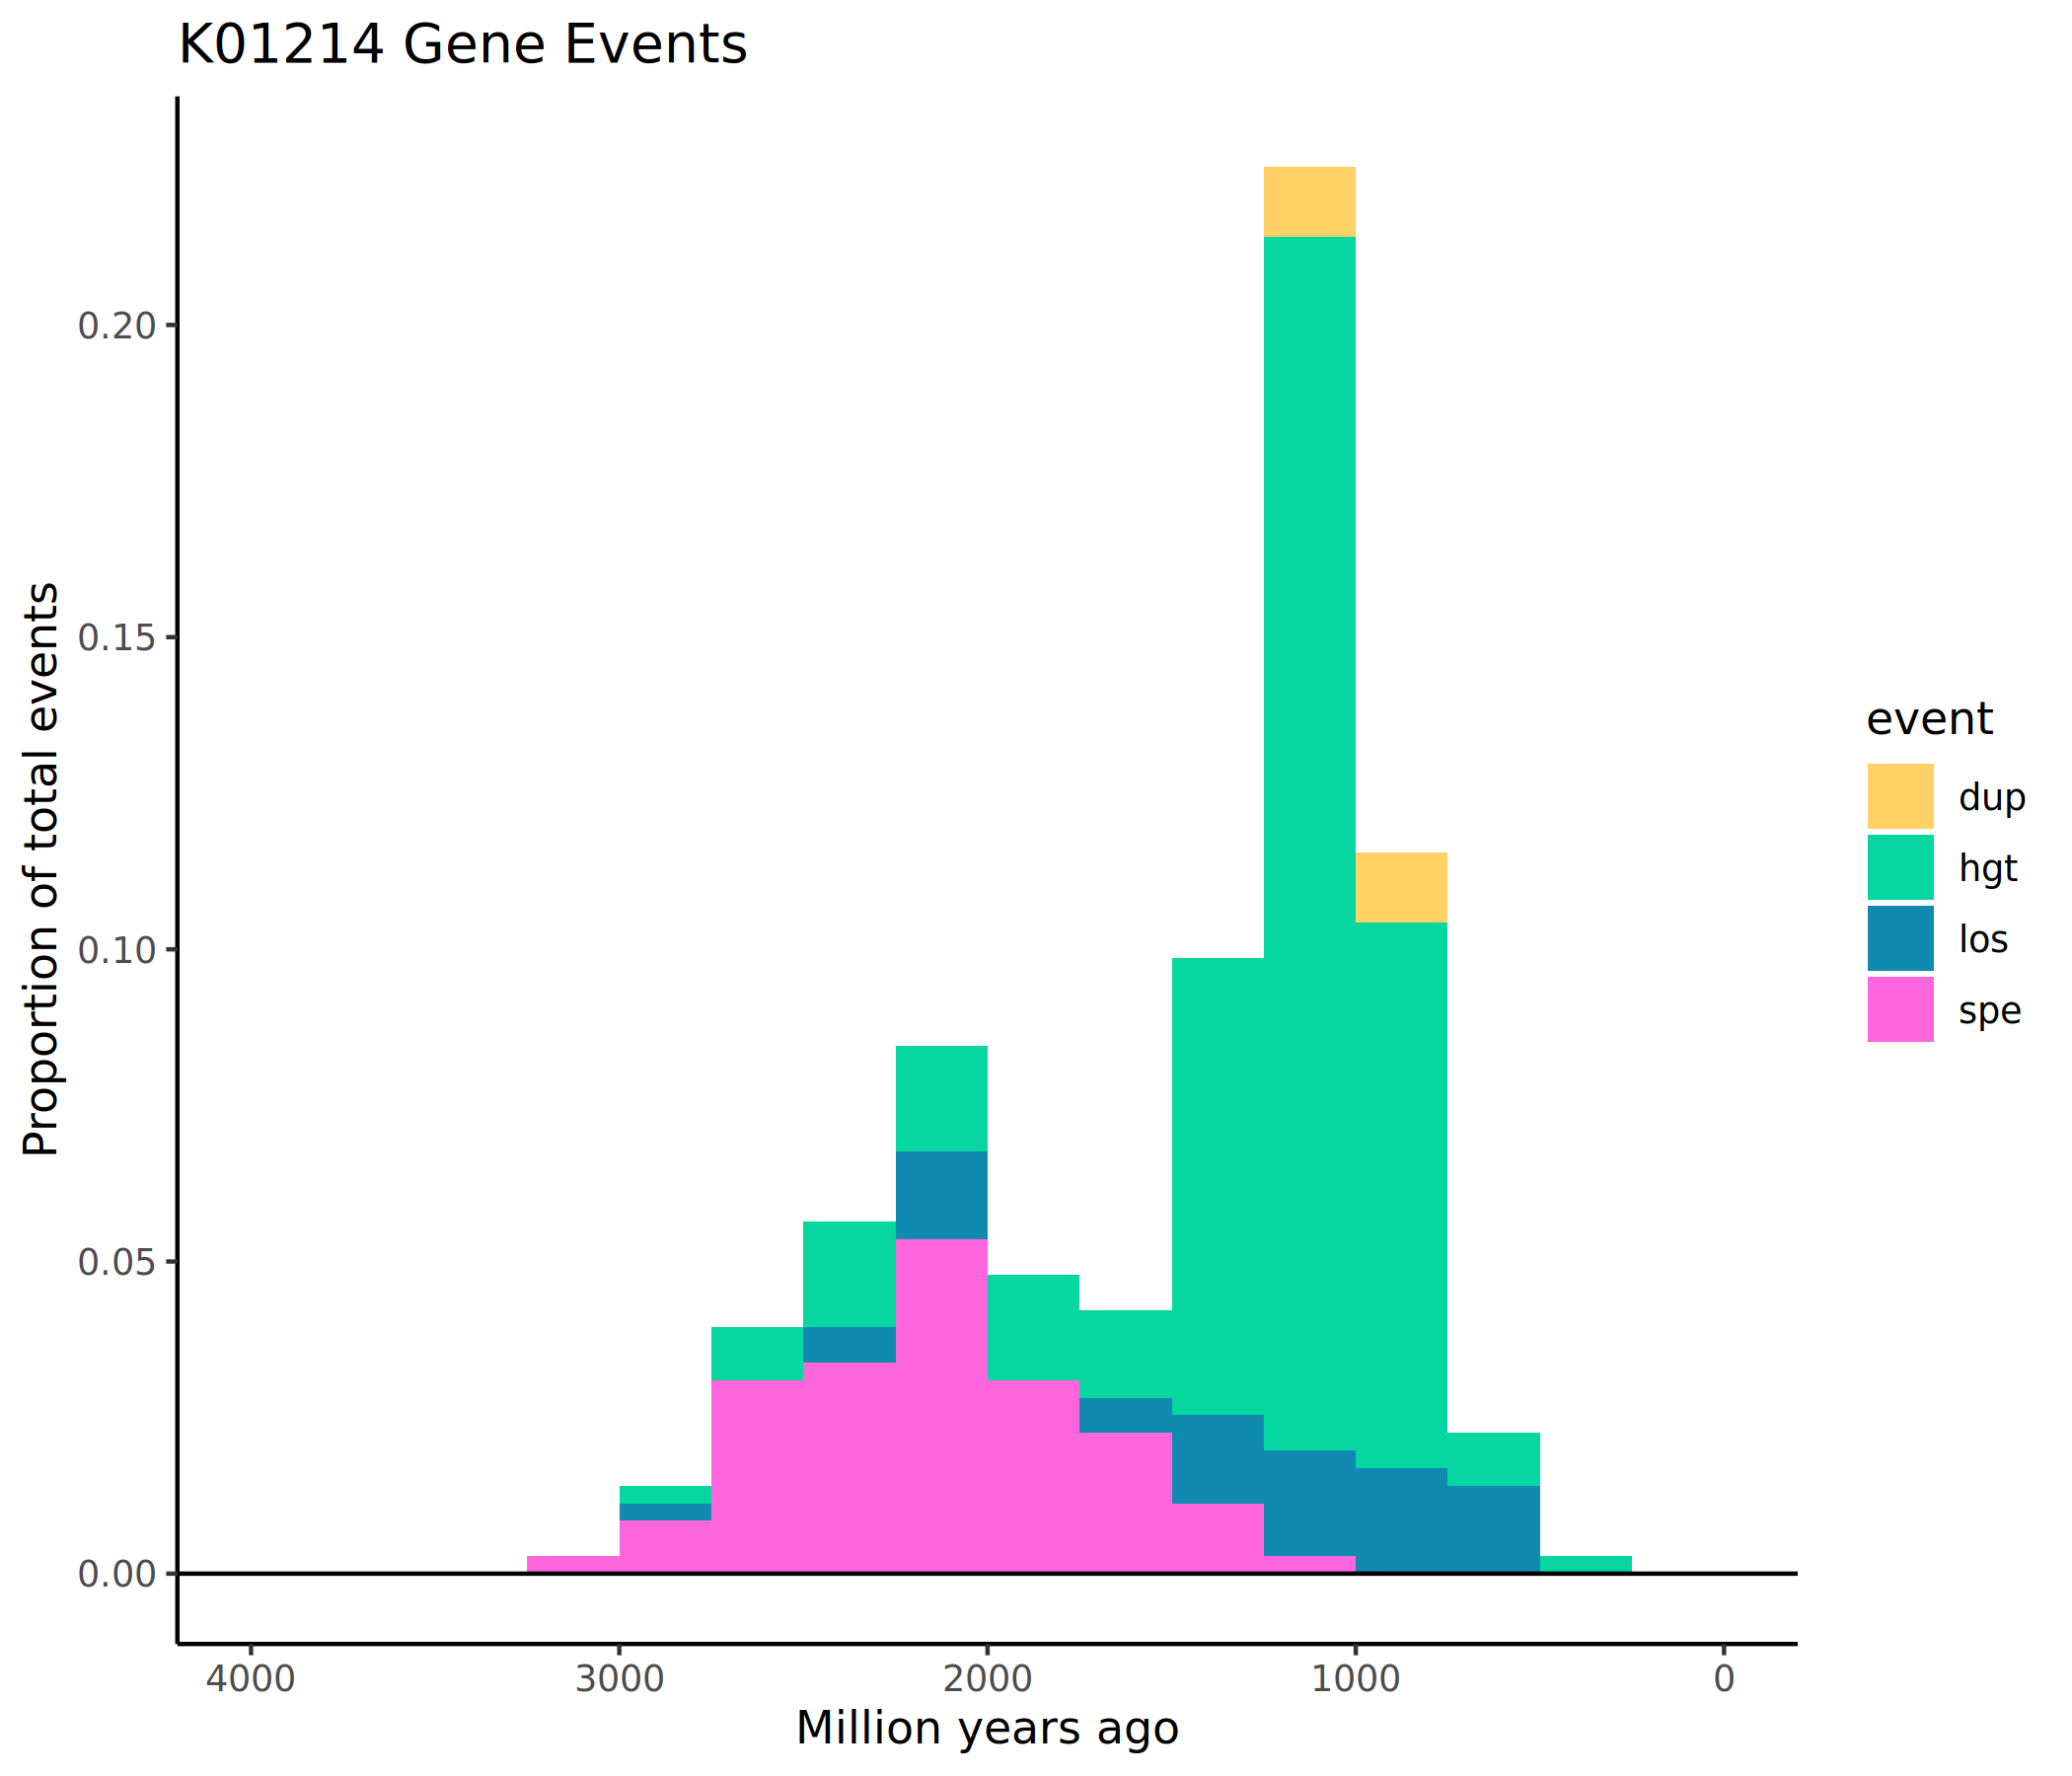 K01214 Gene Events
Proportion of total events
0.20
0.15
0.10
0.05
0.00
4000 3000 2000 1000 0
Million years ago
event
dup
hgt
los
spe